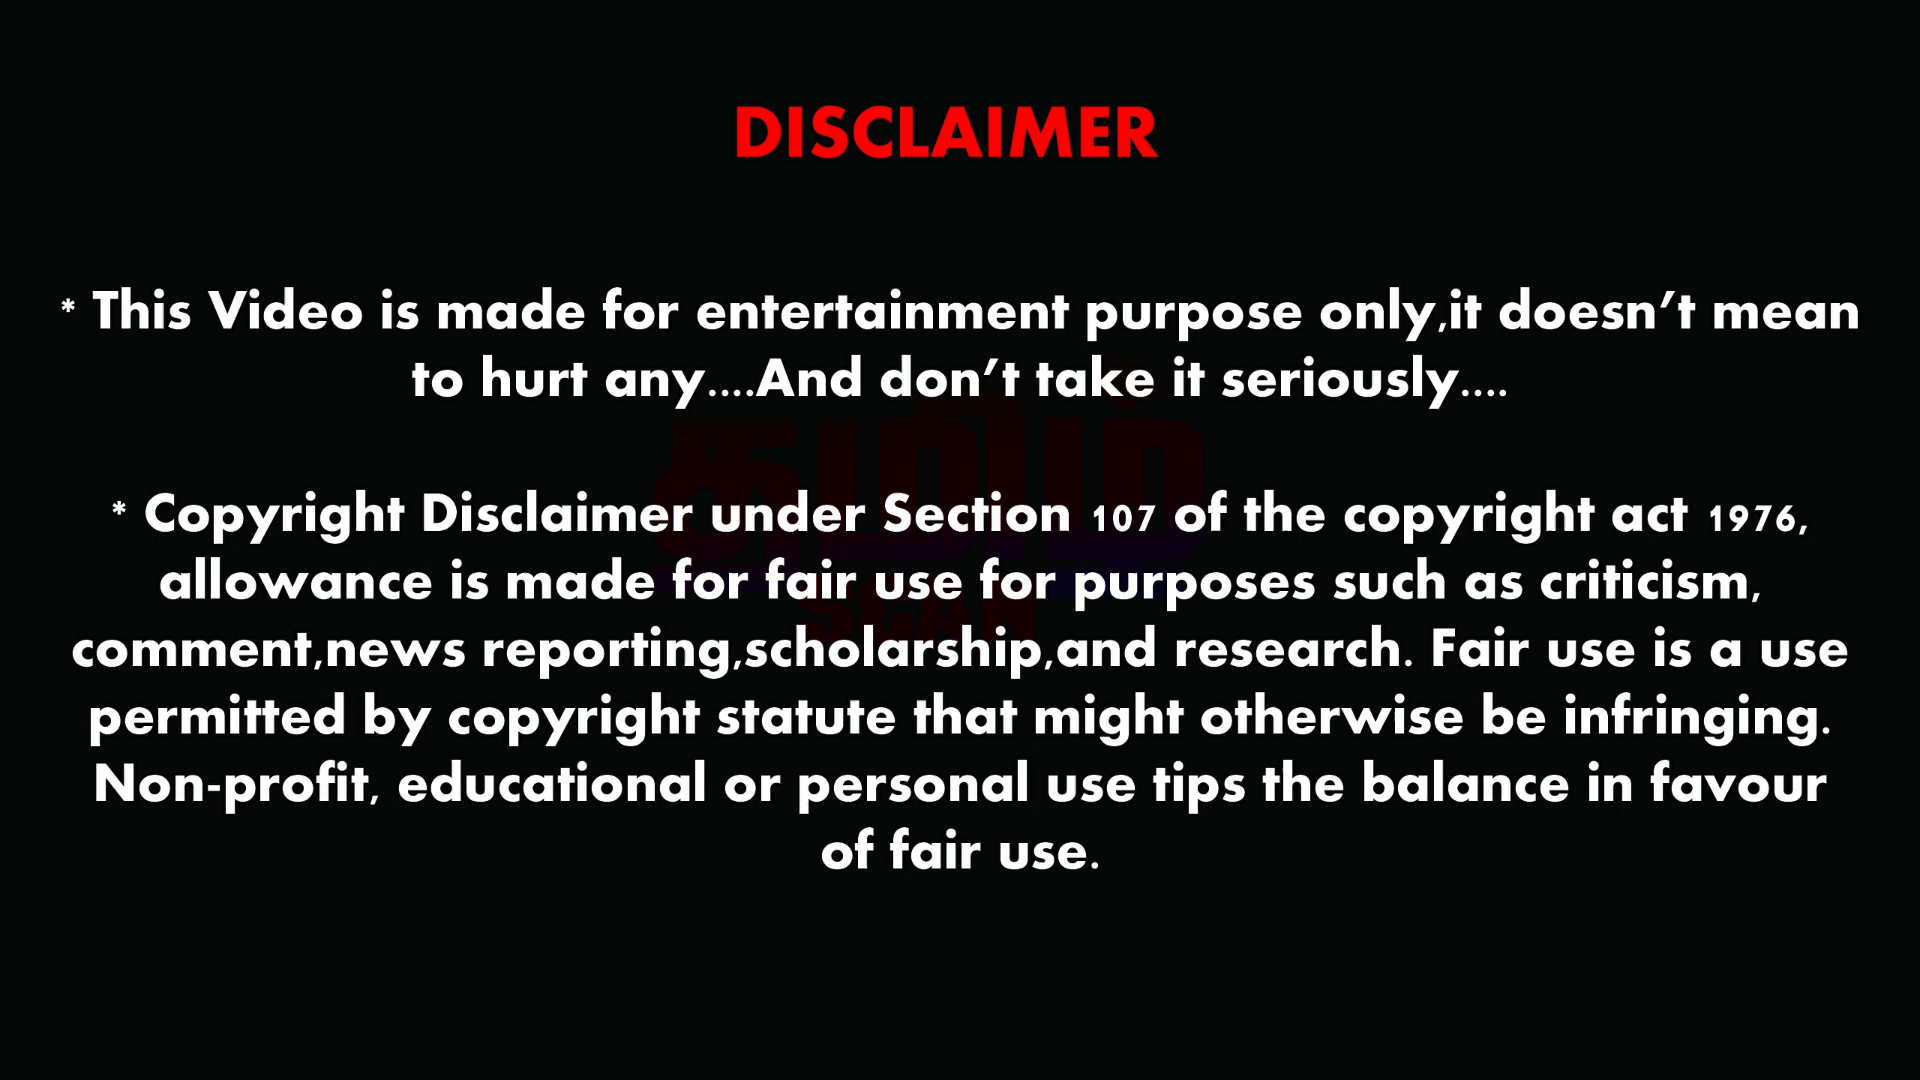 DISCLAIMER
* This Video is made for entertainment purpose only,it doesn't mean
to hurt any....And don't take it seriously....
தமிழ்
* Copyright Disclaimer under Section 107 of the copyright act 1976,
allowance is made for fair use for purposes such as criticism,
SCAN
comment,news reporting,scholarship,and research. Fair use is a use
permitted by copyright statute that might otherwise be infringing.
Non-profit, educational or personal use tips the balance in favour
of fair use.